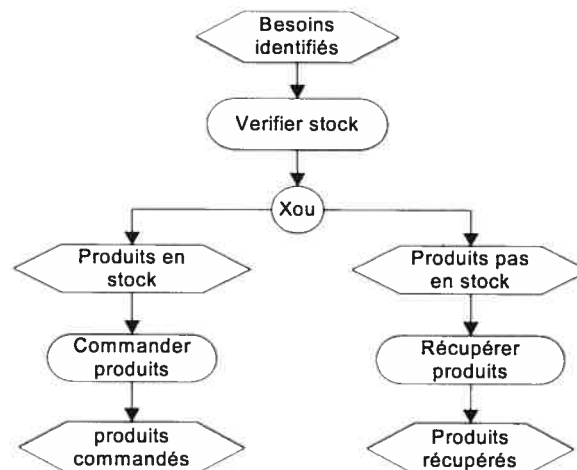 Besoins
identifiés
Verifier stock
Xou
Produits en
stock
Produits pas
en stock
Commander
produits
Récupérer
produits
produits
commandés
Produits
récupérés